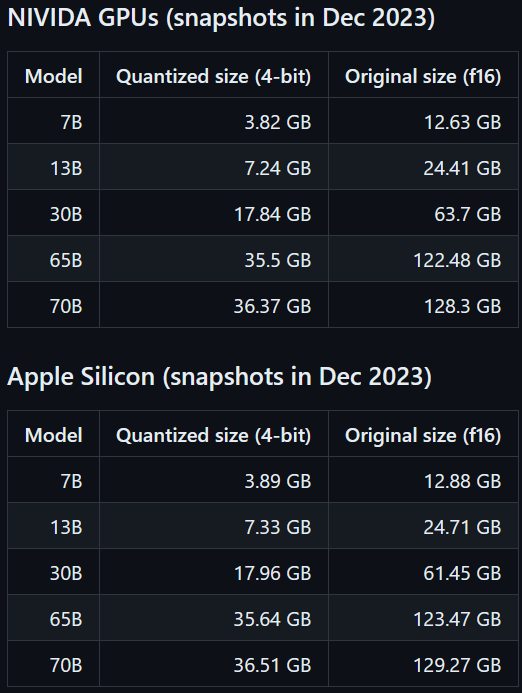 NIVIDA GPUs (snapshots in Dec 2023)
Model Quantized size (4-bit) Original size (f16)
7B 3.82 GB 12.63 GB
13B 7.24 GB 24.41 GB
30B 17.84 GB 63.7 GB
65B 35.5 GB 122.48 GB
70B 36.37 GB 128.3 GB
Apple Silicon (snapshots in Dec 2023)
Model Quantized size (4-bit) Original size (f16)
7B 3.89 GB 12.88 GB
13B 7.33 GB 24.71 GB
30B 17.96 GB 61.45 GB
65B 35.64 GB 123.47 GB
70B 36.51 GB 129.27 GB